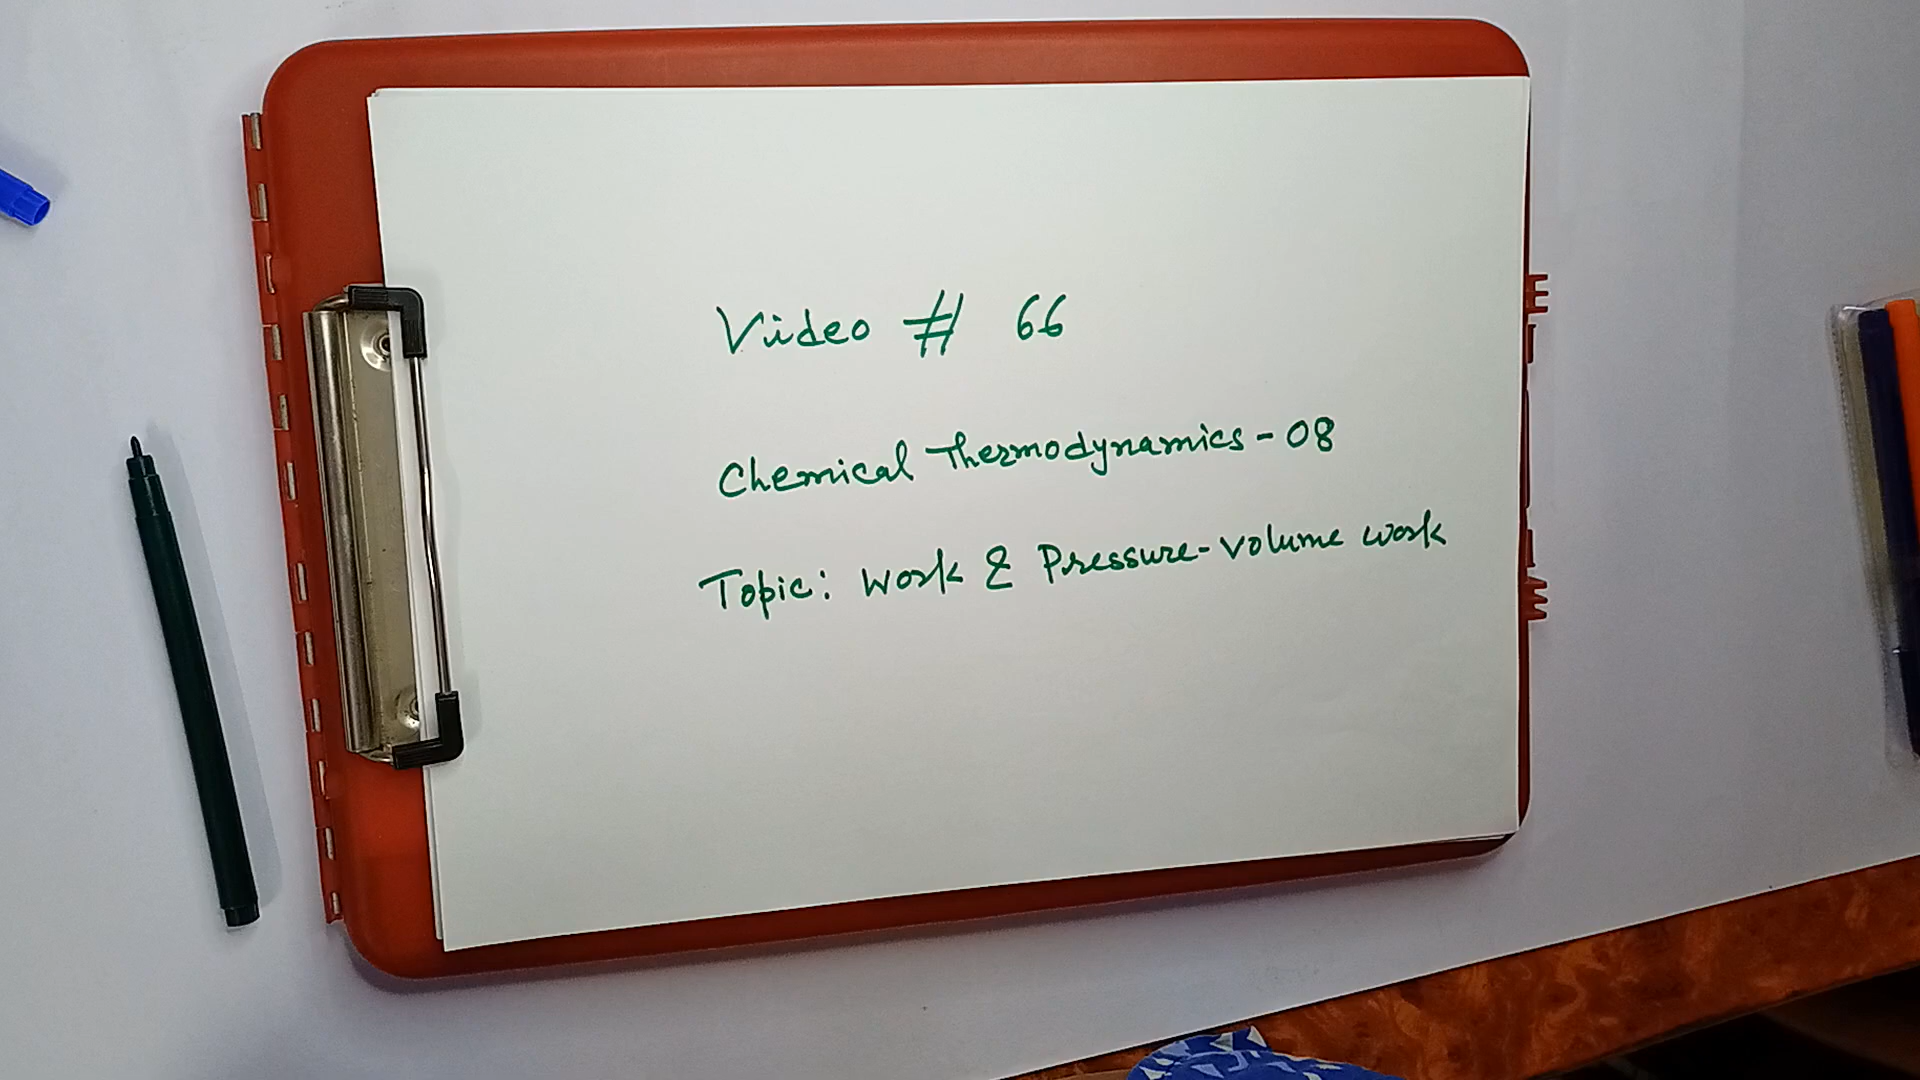 Video # 66
Chemical Thermodynamics - 08
Topic: Work & Pressure-Volume Work